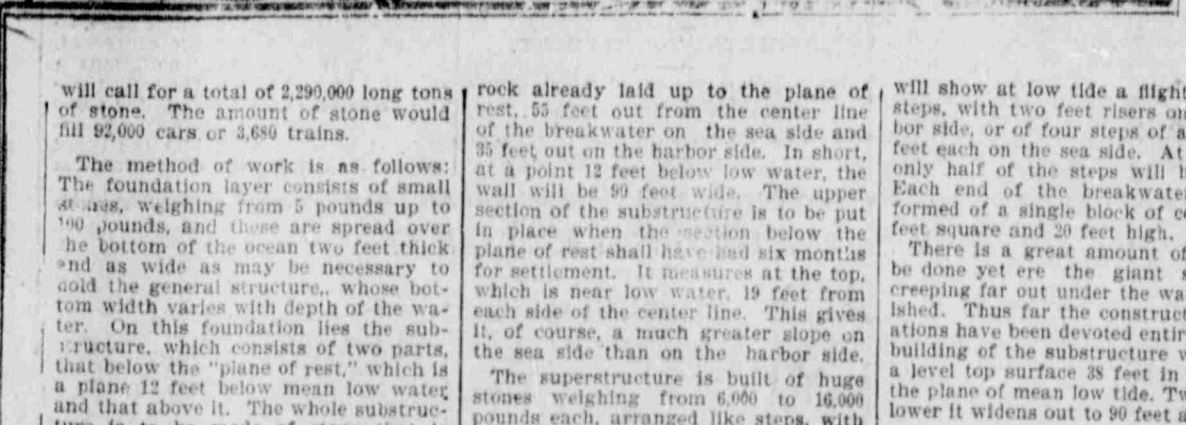 will call for a total of 2,290,000 long tons
of stone. The amount of stone would
fill 92,000 cars or 3,680 trains.
The method of work is as follows:
The foundation layer consists of small
weighing from 5 pounds up to
pounds, and these are spread over
he bottom of the ocean two feet thick
and as wide as may be necessary to
the general structure, whose bot-
tom width varies with depth of the wa-
ter. On this foundation lies the sub-
structure, which consists of two parts,
that below the "plane of rest," which is
a plane 12 feet below mean low water
and that above it. The whole substruc-
rock already laid up to the plane of
rest, 55 feet out from the center line
of the breakwater on the sea side and
35 feet out on the harbor side. In short,
at a point 12 feet below low water, the
wall will be 90 feet wide. The upper
section of the substructure is to be put
in place when the section below the
plane of rest shall have had six months
for settlement. It measures at the top,
which is near low water, 19 feet from
each side of the center line. This gives
it, of course, a much greater slope on
the sea side than on the harbor side.
The superstructure is built of huge
stones weighing from 6,000 to 16,000
pounds each, arranged like steps, with
will show at low tide a flight
steps, with two feet risers on
bor side, or of four steps of a
feet each on the sea side. At
only half of the steps will
Each end of the breakwater
formed of a single block of
feet square and 20 feet high.
There is a great amount of
be done yet ere the giant
creeping far out under the
ished. Thus far the construct
ations have been devoted entir
building of the substructure
a level top surface 38 feet in
the plane of mean low tide.
lower it widens out to 90 feet